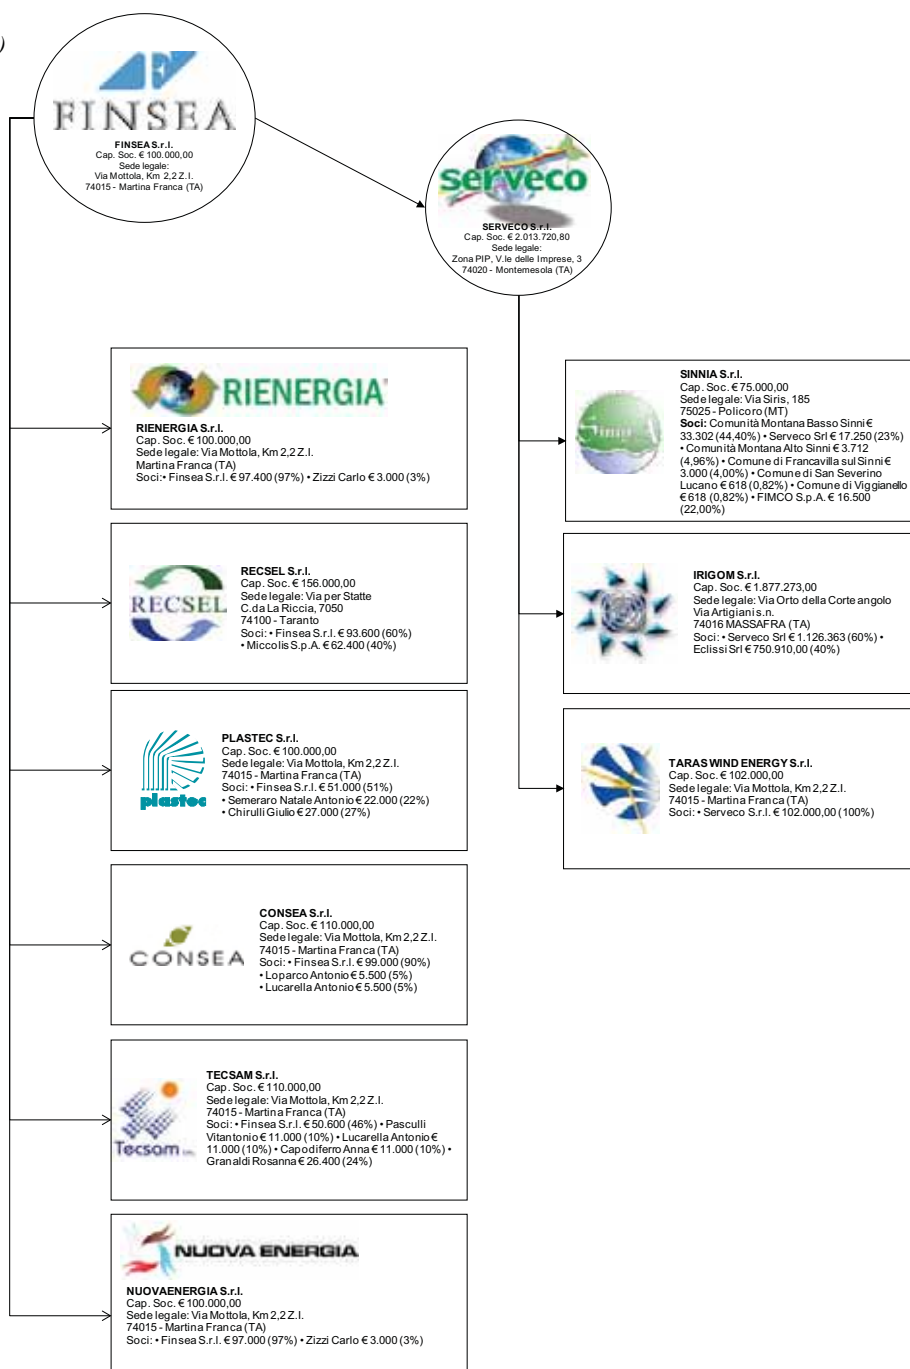 )
FINSEA
FINSEA S.r.l.
Cap. Soc. € 100.000,00
Sede legale:
Via Mottola, Km 2,2 Z.I.
74015 - Martina Franca (TA)
serveco
SERVECO S.r.l.
Cap. Soc. € 2.013.720,80
Sede legale:
Zona PIP, V.le delle Imprese, 3
74020 - Montemesola (TA)
RIENERGIA
RIENERGIA S.r.l.
Cap. Soc. € 100.000,00
Sede legale: Via Mottola, Km 2,2 Z.I.
Martina Franca (TA)
Soci: • Finsea S.r.l. € 97.400 (97%) • Zizzi Carlo € 3.000 (3%)
RECSEL
RECSEL S.r.l.
Cap. Soc. € 156.000,00
Sede legale: Via per Statte
C.da La Riccia, 7050
74100 - Taranto
Soci: • Finsea S.r.l. € 93.600 (60%)
• Miccolis S.p.A. € 62.400 (40%)
plastec
PLASTEC S.r.l.
Cap. Soc. € 100.000,00
Sede legale: Via Mottola, Km 2,2 Z.I.
74015 - Martina Franca (TA)
Soci: • Finsea S.r.l. € 51.000 (51%)
• Semeraro Natale Antonio € 22.000 (22%)
• Chirulli Giulio € 27.000 (27%)
CONSEA
CONSEA S.r.l.
Cap. Soc. € 110.000,00
Sede legale: Via Mottola, Km 2,2 Z.I.
74015 - Martina Franca (TA)
Soci: • Finsea S.r.l. € 99.000 (90%)
• Loparco Antonio € 5.500 (5%)
• Lucarella Antonio € 5.500 (5%)
Tecsam
TECSAM S.r.l.
Cap. Soc. € 110.000,00
Sede legale: Via Mottola, Km 2,2 Z.I.
74015 - Martina Franca (TA)
Soci: • Finsea S.r.l. € 50.600 (46%) • Pasculli
Vitantonio € 11.000 (10%) • Lucarella Antonio €
11.000 (10%) • Capodiferro Anna € 11.000 (10%) •
Granaldi Rosanna € 26.400 (24%)
NUOVA ENERGIA
NUOVAENERGIA S.r.l.
Cap. Soc. € 100.000,00
Sede legale: Via Mottola, Km 2,2 Z.I.
74015 - Martina Franca (TA)
Soci: • Finsea S.r.l. € 97.000 (97%) • Zizzi Carlo € 3.000 (3%)
Sinnia
SINNIA S.r.l.
Cap. Soc. € 75.000,00
Sede legale: Via Siris, 185
75025 - Policoro (MT)
Soci: Comunità Montana Basso Sinni €
33.302 (44,40%) • Serveco Srl € 17.250 (23%)
• Comunità Montana Alto Sinni € 3.712
(4,96%) • Comune di Francavilla sul Sinni €
3.000 (4,00%) • Comune di San Severino
Lucano € 618 (0,82%) • Comune di Viggianello
€ 618 (0,82%) • FIMCO S.p.A. € 16.500
(22,00%)
IRIGOM S.r.l.
Cap. Soc. € 1.877.273,00
Sede legale: Via Orto della Corte angolo
Via Artigiani s.n.
74016 MASSAFRA (TA)
Soci: • Serveco Srl € 1.126.363 (60%) •
Eclissi Srl € 750.910,00 (40%)
TARAS WIND ENERGY S.r.l.
Cap. Soc. € 102.000,00
Sede legale: Via Mottola, Km 2,2 Z.I.
74015 - Martina Franca (TA)
Soci: • Serveco S.r.l. € 102.000,00 (100%)